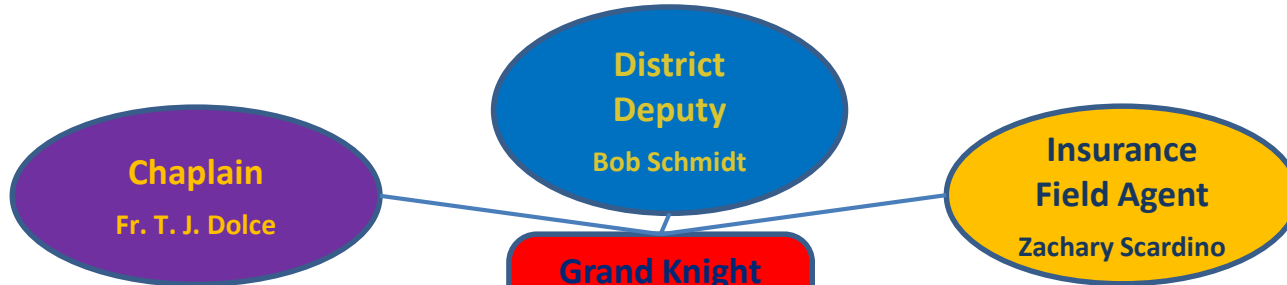 District
Deputy
Bob Schmidt
Chaplain
Fr. T. J. Dolce
Insurance
Field Agent
Zachary Scardino
Grand Knight